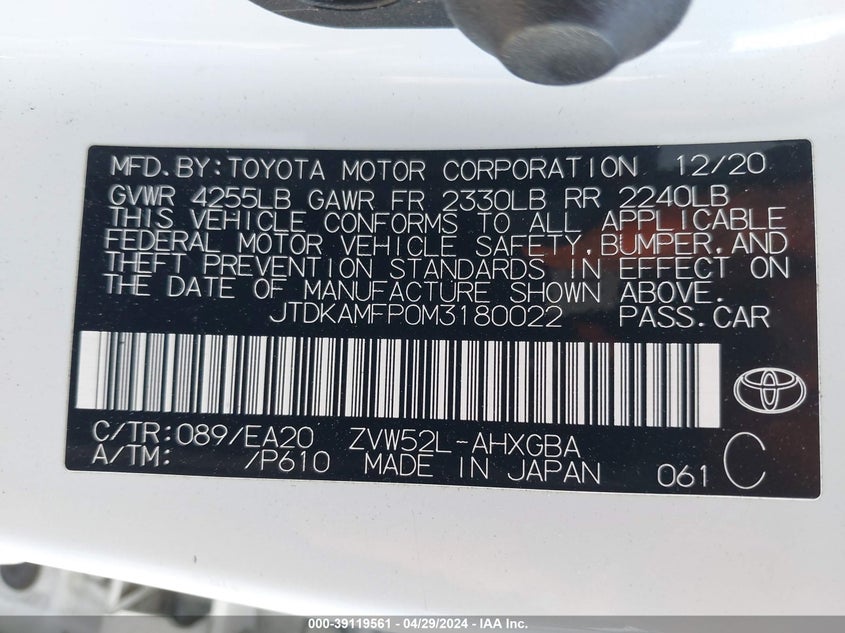 MFD.BY:TOYOTA MOTOR CORPORATION 12/20
GVWR 4255LB GAWR FR 2330LB RR 2240LB
THIS VEHICLE CONFORMS TO ALL APPLICABLE
FEDERAL MOTOR VEHICLE SAFETY,BUMPER,AND
THEFT PREVENTION STANDARDS IN EFFECT ON
THE DATE OF MANUFACTURE SHOWN ABOVE.
JTDKAMFP0M3180022 PASS.CAR
C/TR:089/EA20 ZVW52L-AHXGBA
A/TM: /P610 MADE IN JAPAN 061 C
000-39119561 - 04/29/2024 - IAA Inc.